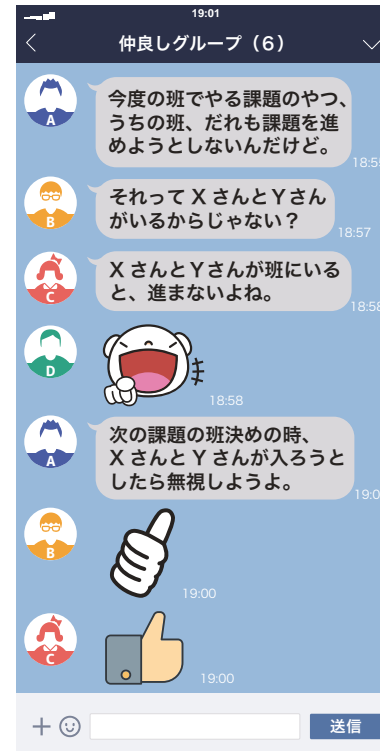 19:01
仲良しグループ（6）
今度の班でやる課題のやつ、
うちの班、だれも課題を進
めようとしないんだけど。
A
18:55
それって X さんとYさん
がいるからじゃない？
B
18:57
X さんとYさんが班にいる
と、進まないよね。
C
18:58
D
18:58
次の課題の班決めの時、
X さんと Y さんが入ろうと
したら無視しようよ。
A
19:0
B
19:00
C
19:00
送信